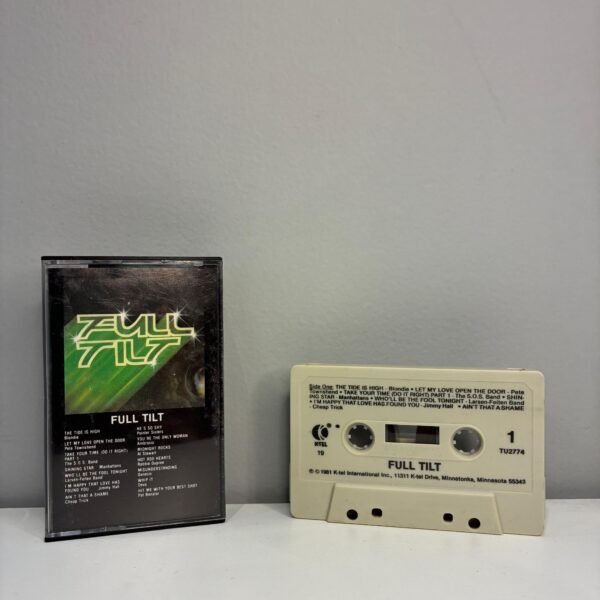 FULL
TILT
FULL TILT
THE TIDE IS HIGH
Blondie
LET MY LOVE OPEN THE DOOR
Pete Townshend
TAKE YOUR TIME (DO IT RIGHT)
PART 1
The S.O.S. Band
SHINING STAR Manhattans
WHO'LL BE THE FOOL TONIGHT
Larsen-Feiten Band
I'M HAPPY THAT LOVE HAS
FOUND YOU Jimmy Hall
AIN'T THAT A SHAME
Cheap Trick
HE'S SO SHY
Pointer Sisters
YOU'RE THE ONLY WOMAN
Ambrosia
MIDNIGHT ROCKS
Al Stewart
HOT ROD HEARTS
Robbie Dupree
MISUNDERSTANDING
Genesis
WHIP IT
Devo
HIT ME WITH YOUR BEST SHOT
Pat Benatar
Side One: THE TIDE IS HIGH - Blondie • LET MY LOVE OPEN THE DOOR - Pete
Townshend • TAKE YOUR TIME (DO IT RIGHT) PART 1 - The S.O.S. Band • SHIN-
ING STAR - Manhattans • WHO'LL BE THE FOOL TONIGHT - Larsen-Feiten Band
• I'M HAPPY THAT LOVE HAS FOUND YOU - Jimmy Hall • AIN'T THAT A SHAME
- Cheap Trick
K-TEL
19
1
TU2774
FULL TILT
℗ © 1981 K-tel International Inc., 11311 K-tel Drive, Minnetonka, Minnesota 55343